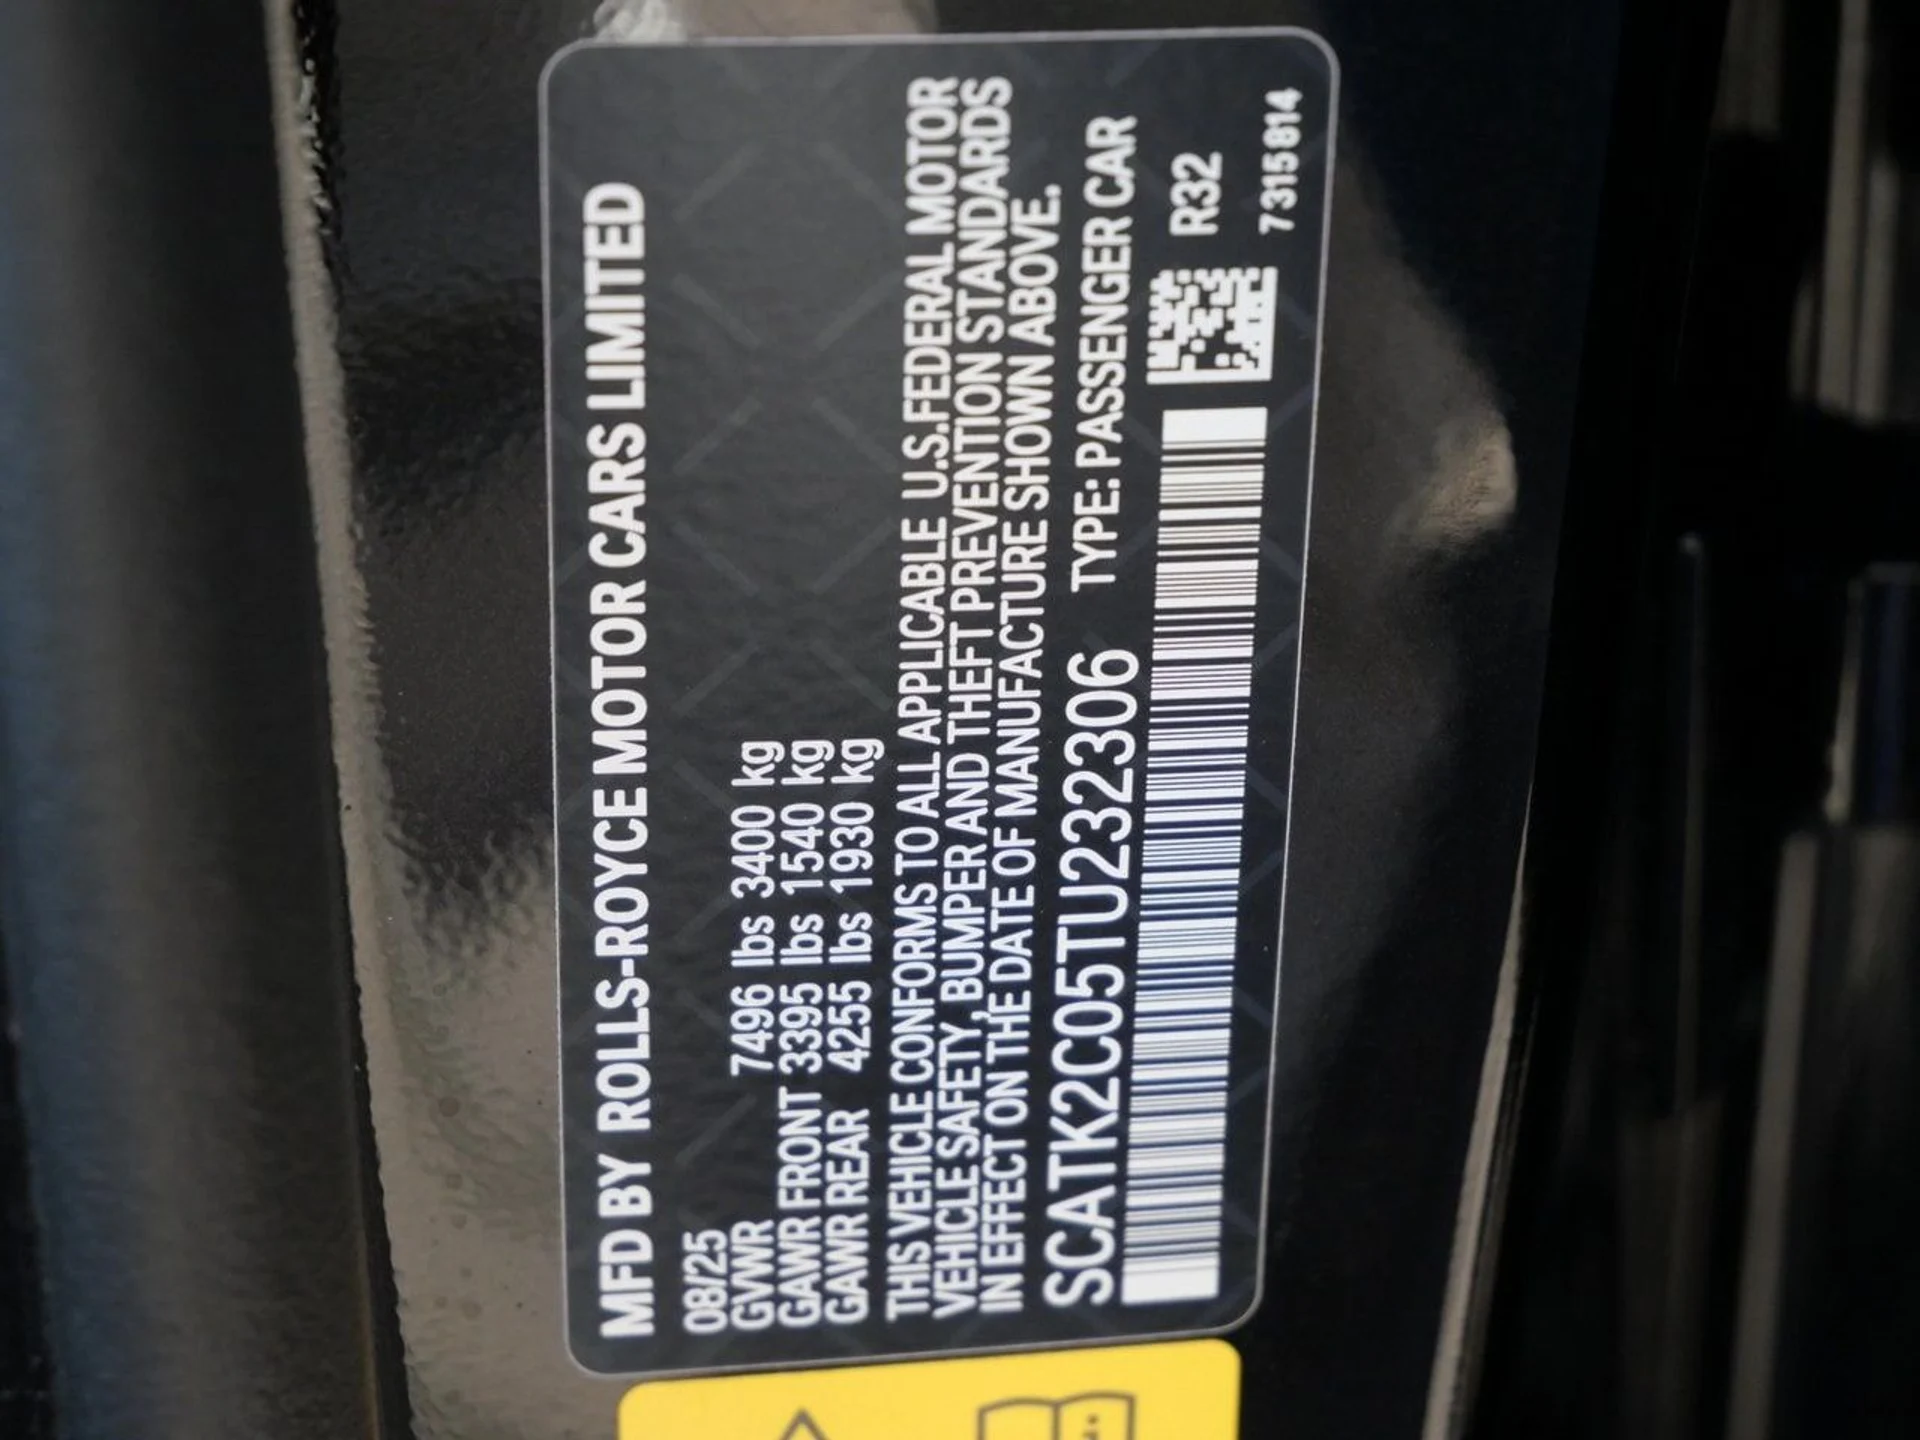 MFD BY ROLLS-ROYCE MOTOR CARS LIMITED
08/25
GVWR 7496 lbs 3400 kg
GAWR FRONT 3395 lbs 1540 kg
GAWR REAR 4255 lbs 1930 kg
THIS VEHICLE CONFORMS TO ALL APPLICABLE U.S.FEDERAL MOTOR
VEHICLE SAFETY, BUMPER AND THEFT PREVENTION STANDARDS
IN EFFECT ON THE DATE OF MANUFACTURE SHOWN ABOVE.
SCATK2C05TU232306 TYPE: PASSENGER CAR
R32
7315814